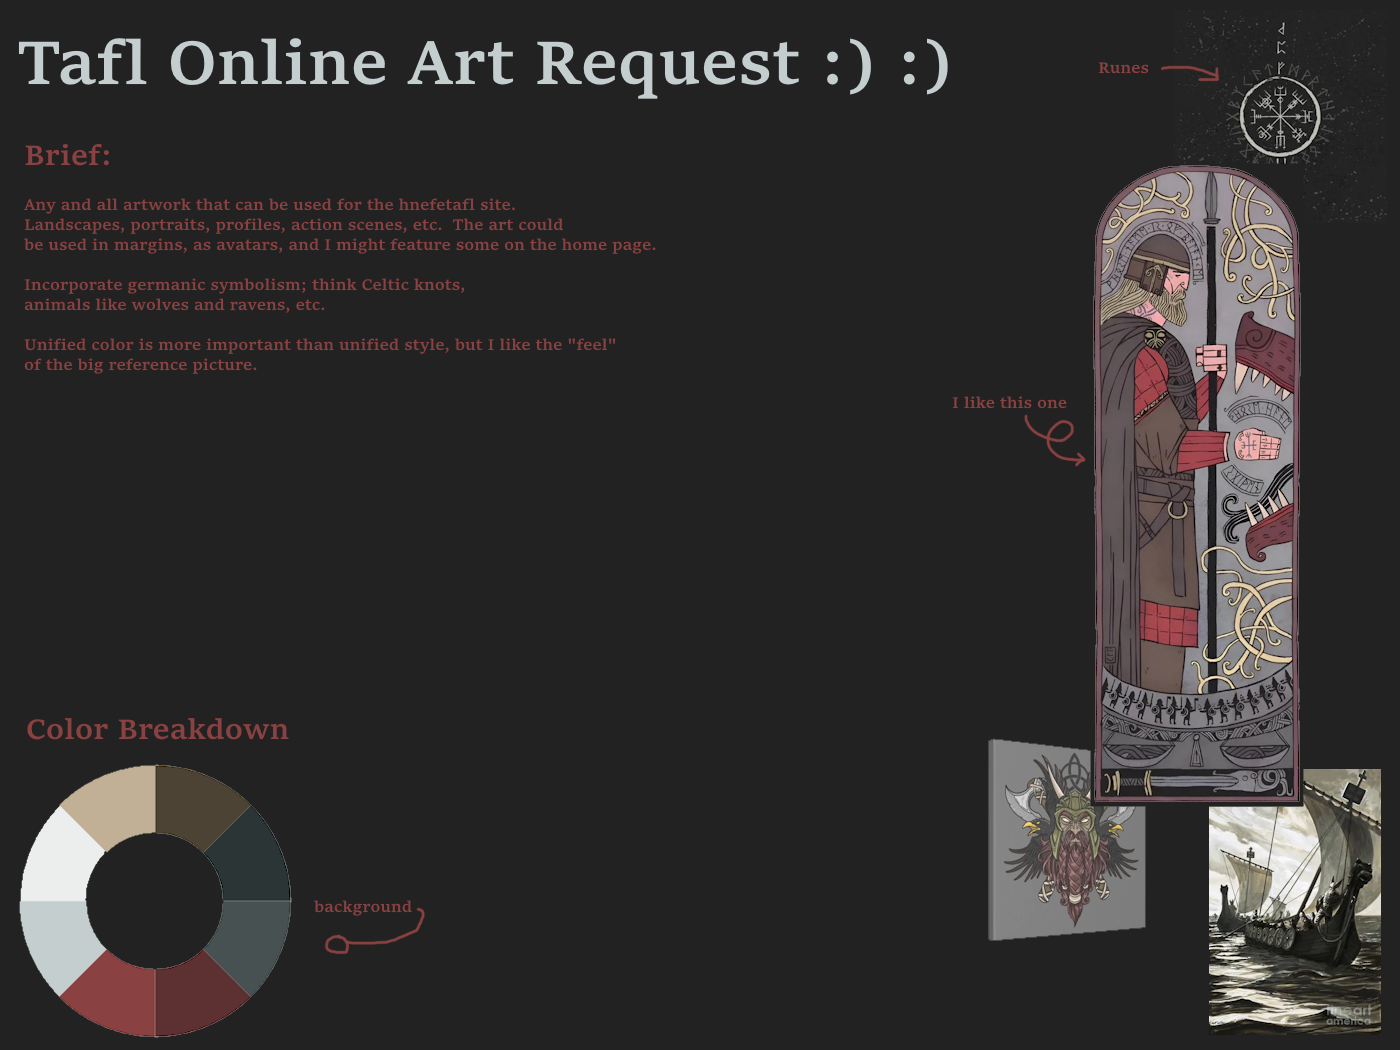 Tafl Online Art Request :) :)
Runes
Brief:
Any and all artwork that can be used for the hnefetafl site.
Landscapes, portraits, profiles, action scenes, etc.  The art could
be used in margins, as avatars, and I might feature some on the home page.
Incorporate germanic symbolism; think Celtic knots,
animals like wolves and ravens, etc.
Unified color is more important than unified style, but I like the "feel"
of the big reference picture.
I like this one
Color Breakdown
background
fineart
america